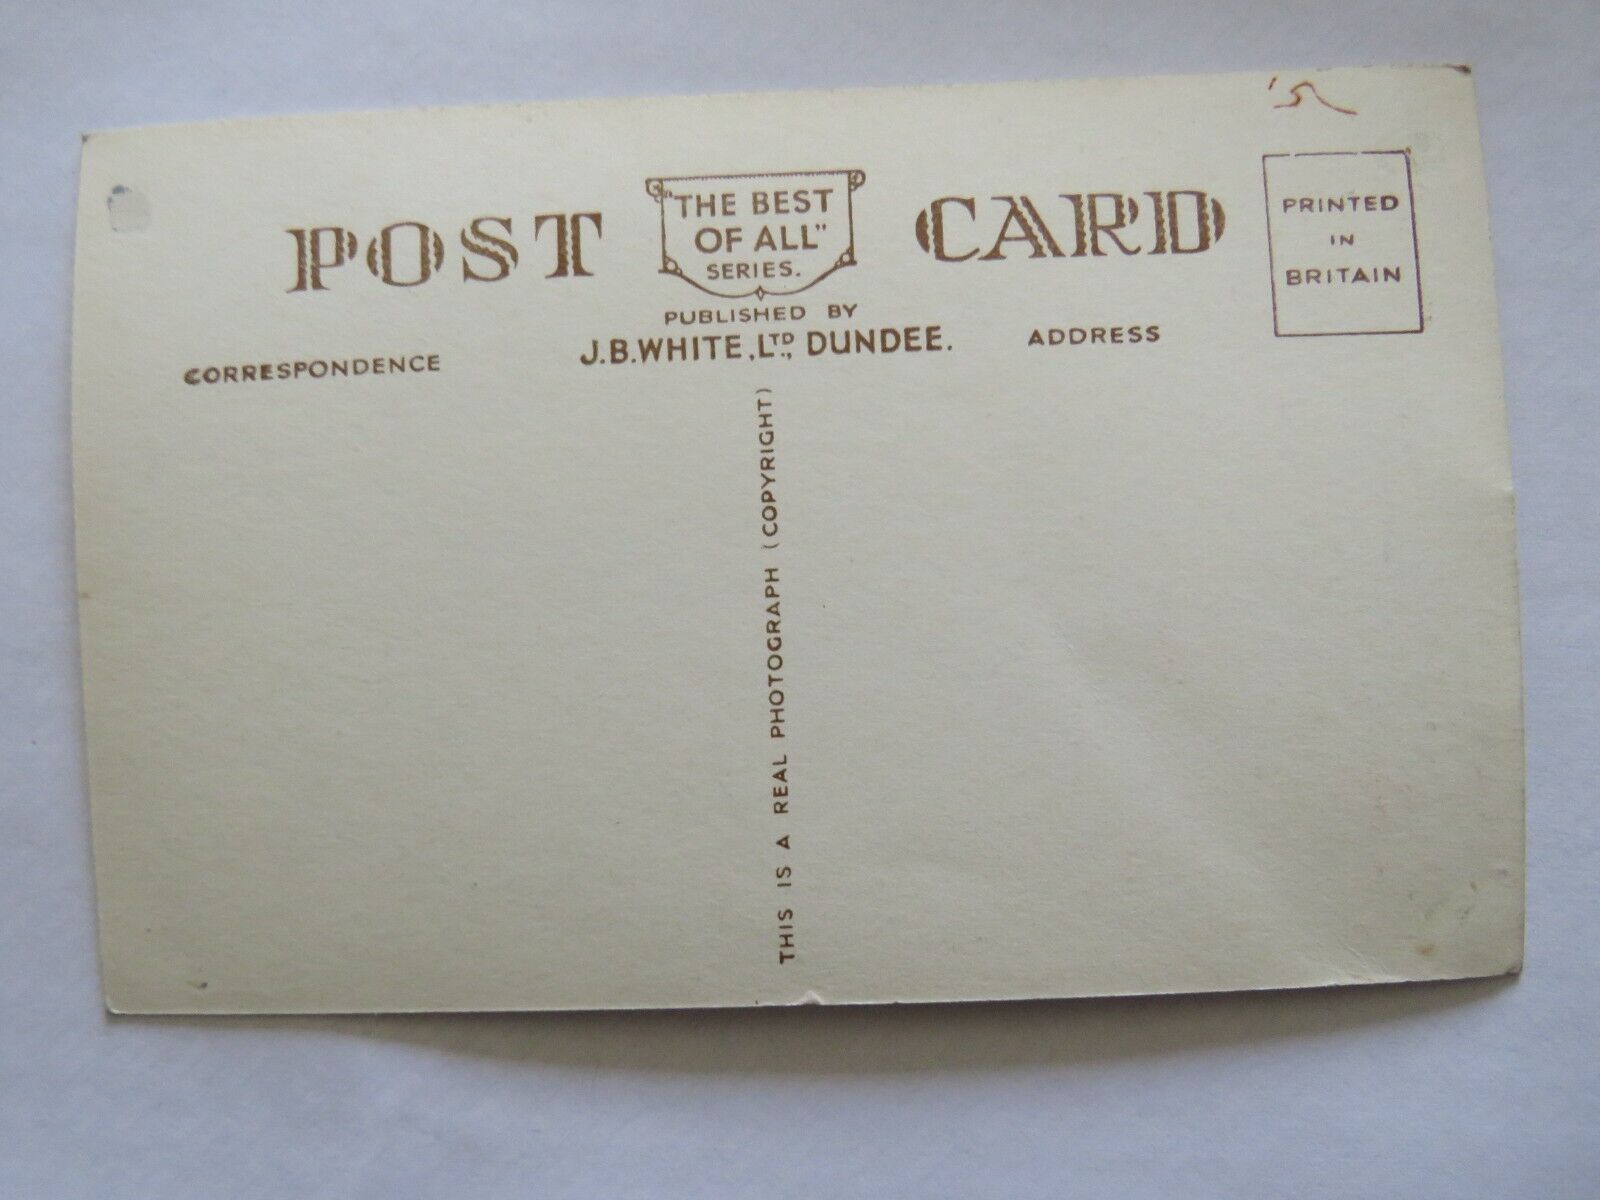 POST CARD
"THE BEST
OF ALL"
SERIES.
PUBLISHED BY
J.B. WHITE, LTD., DUNDEE.
CORRESPONDENCE
ADDRESS
PRINTED
IN
BRITAIN
THIS IS A REAL PHOTOGRAPH (COPYRIGHT)